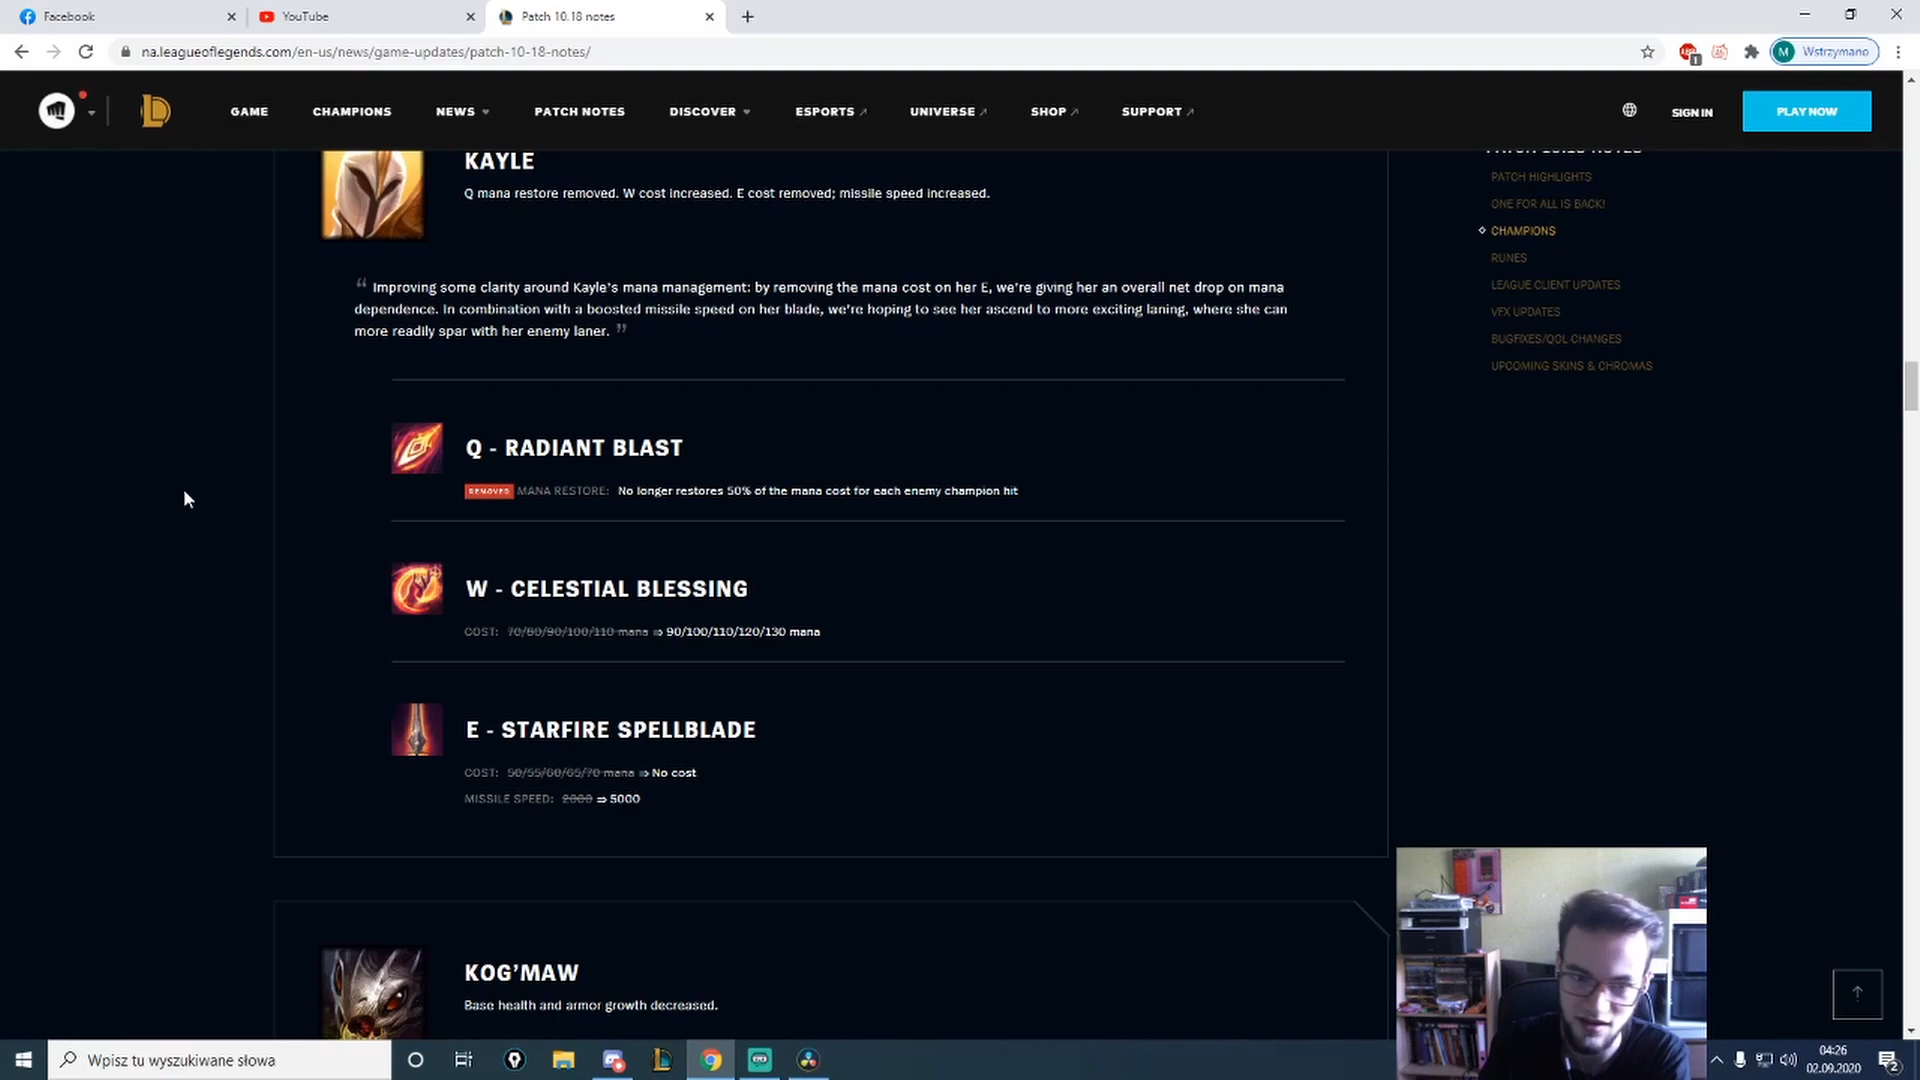 Facebook
YouTube
Patch 10.18 notes
na.leagueoflegends.com/en-us/news/game-updates/patch-10-18-notes/
1
M Wstrzymano
GAME
CHAMPIONS
NEWS
PATCH NOTES
DISCOVER
ESPORTS
UNIVERSE
SHOP
SUPPORT
SIGN IN
PLAY NOW
KAYLE
Q mana restore removed. W cost increased. E cost removed; missile speed increased.
“ Improving some clarity around Kayle’s mana management: by removing the mana cost on her E, we’re giving her an overall net drop on mana
dependence. In combination with a boosted missile speed on her blade, we’re hoping to see her ascend to more exciting laning, where she can
more readily spar with her enemy laner. ”
Q - RADIANT BLAST
REMOVED MANA RESTORE: No longer restores 50% of the mana cost for each enemy champion hit
W - CELESTIAL BLESSING
COST: 70/80/90/100/110 mana ⇒ 90/100/110/120/130 mana
E - STARFIRE SPELLBLADE
COST: 50/55/60/65/70 mana ⇒ No cost
MISSILE SPEED: 2000 ⇒ 5000
KOG’MAW
Base health and armor growth decreased.
PATCH 10.18 NOTES
PATCH HIGHLIGHTS
ONE FOR ALL IS BACK!
CHAMPIONS
RUNES
LEAGUE CLIENT UPDATES
VFX UPDATES
BUGFIXES/QOL CHANGES
UPCOMING SKINS & CHROMAS
Wpisz tu wyszukiwane słowa
04:26
02.09.2020
2